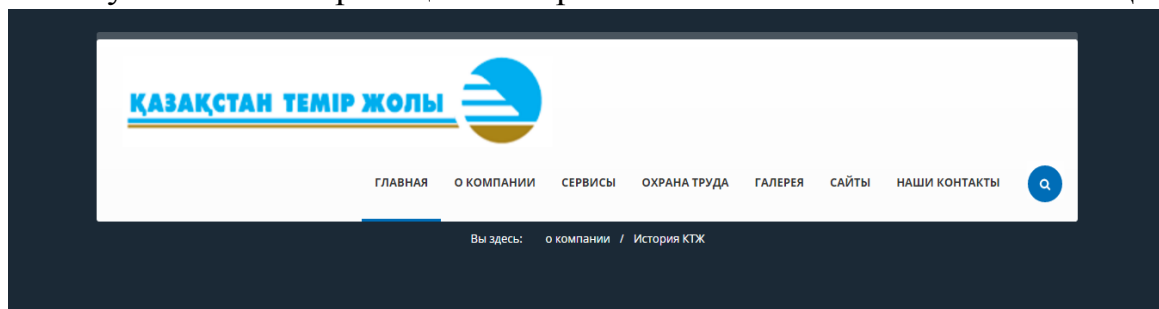 ҚАЗАҚСТАН ТЕМІР ЖОЛЫ
ГЛАВНАЯ О КОМПАНИИ СЕРВИСЫ ОХРАНА ТРУДА ГАЛЕРЕЯ САЙТЫ НАШИ КОНТАКТЫ
Вы здесь: о компании / История КТЖ